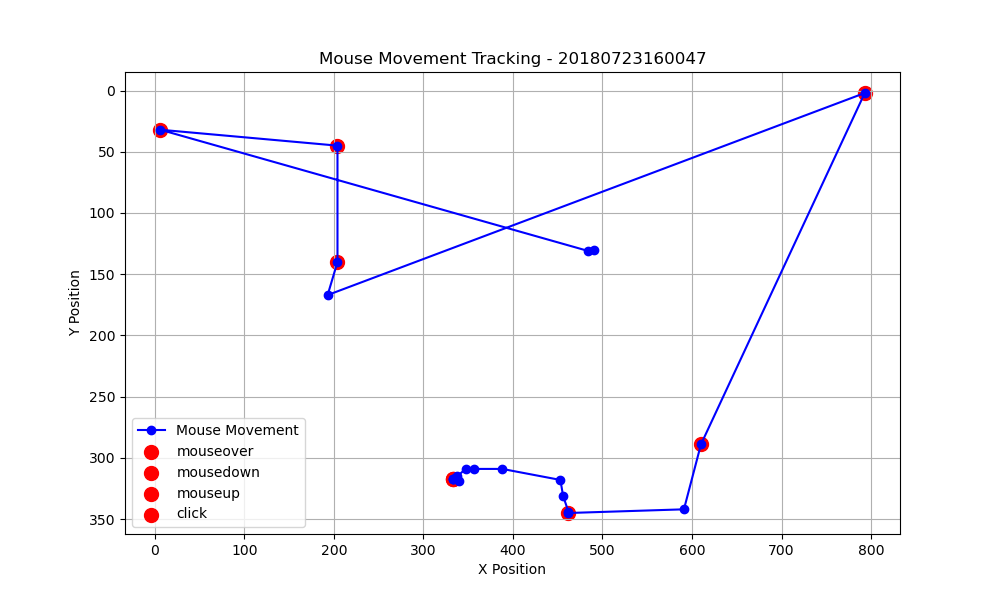 Mouse Movement Tracking - 20180723160047
0
50
100
150
200
250
300
350
Y Position
Mouse Movement
mouseover
mousedown
mouseup
click
0 100 200 300 400 500 600 700 800
X Position